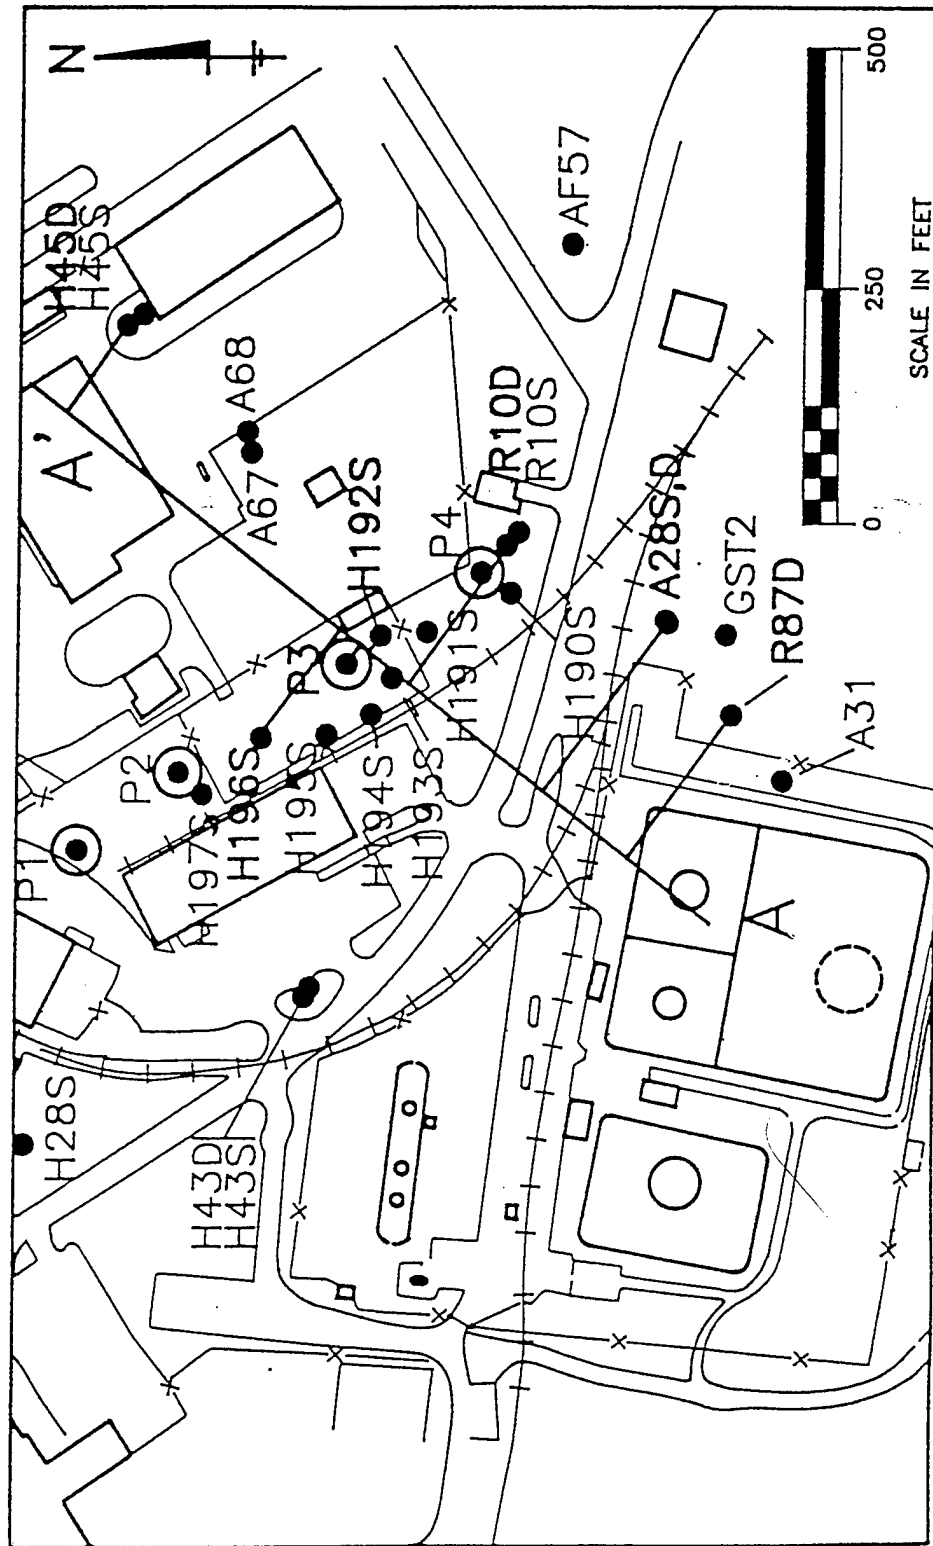 N
H45D
H45S
A'
A68
A67
AF57
R10D
R10S
H192S
P4
P3
P2
P1
A28S,D
GST2
R87D
A31
H190S
H191S
H193S
H194S
H195S
H196S
H197S
A
H28S
H43D
H43S
0
250
500
SCALE IN FEET